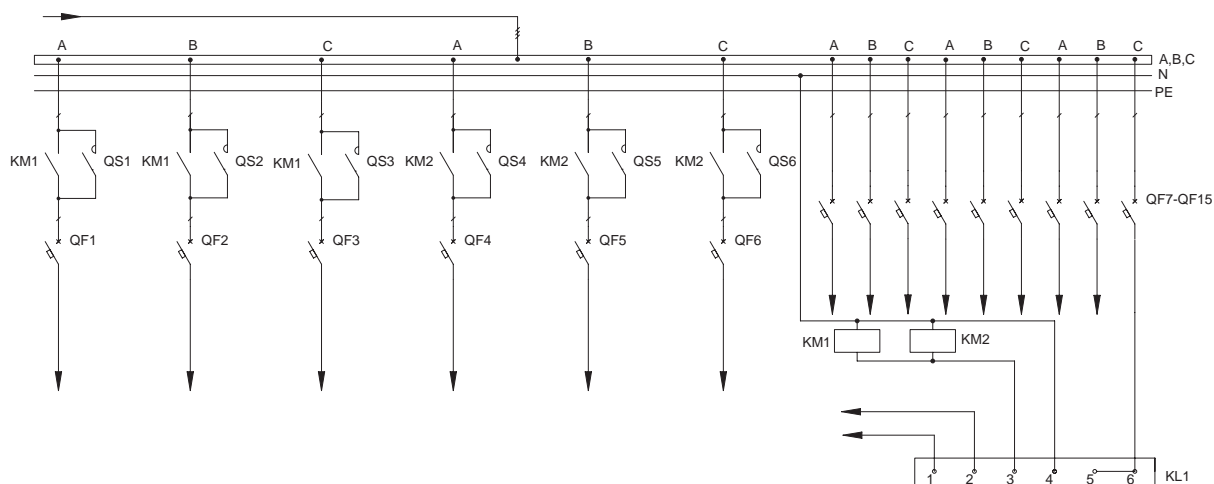 A B C A B C A B C A B C A B C
A,B,C
N
PE
KM1 QS1 KM1 QS2 KM1 QS3 KM2 QS4 KM2 QS5 KM2 QS6
QF7-QF15
QF1 QF2 QF3 QF4 QF5 QF6
KM1 KM2
1 2 3 4 5 6 KL1